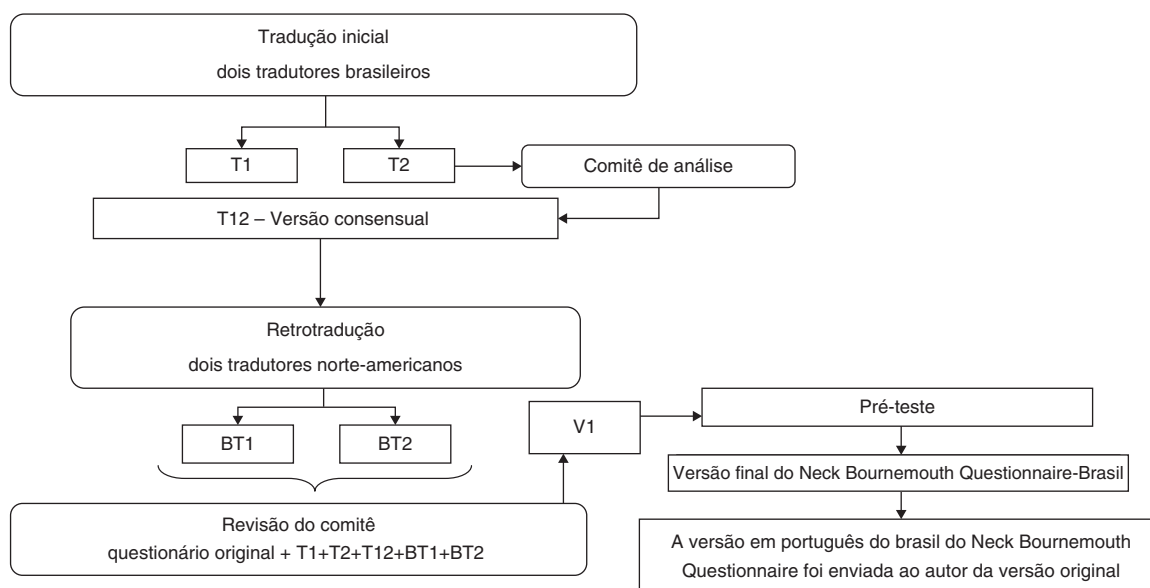 Tradução inicial
dois tradutores brasileiros
T1
T2
Comitê de análise
T12 – Versão consensual
Retrotradução
dois tradutores norte-americanos
BT1
BT2
Revisão do comitê
questionário original + T1+T2+T12+BT1+BT2
V1
Pré-teste
Versão final do Neck Bournemouth Questionnaire-Brasil
A versão em português do brasil do Neck Bournemouth
Questionnaire foi enviada ao autor da versão original